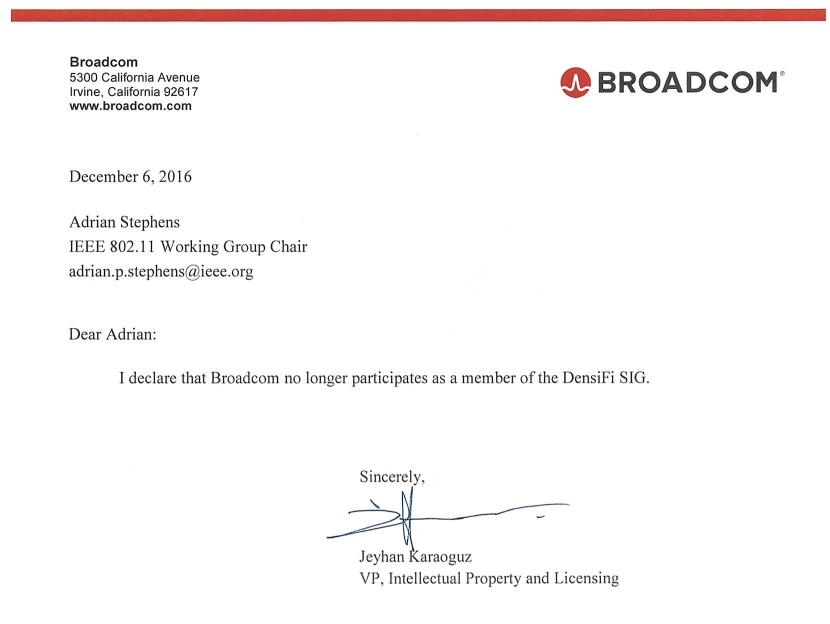 Broadcom
5300 California Avenue
Irvine, California 92617
www.broadcom.com
BROADCOM®
December 6, 2016
Adrian Stephens
IEEE 802.11 Working Group Chair
adrian.p.stephens@ieee.org
Dear Adrian:
I declare that Broadcom no longer participates as a member of the DensiFi SIG.
Sincerely,
Jeyhan Karaoguz
VP, Intellectual Property and Licensing